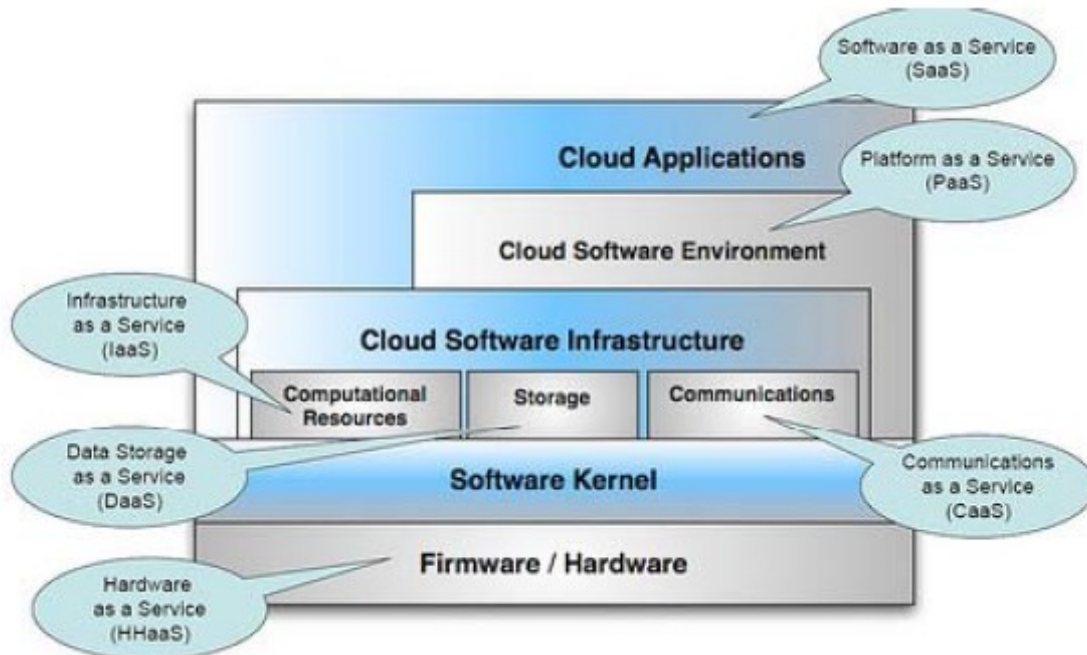 Software as a Service
(SaaS)
Cloud Applications
Platform as a Service
(PaaS)
Cloud Software Environment
Infrastructure
as a Service
(IaaS)
Cloud Software Infrastructure
Computational
Resources
Storage
Communications
Data Storage
as a Service
(DaaS)
Software Kernel
Communications
as a Service
(CaaS)
Firmware / Hardware
Hardware
as a Service
(HHaaS)